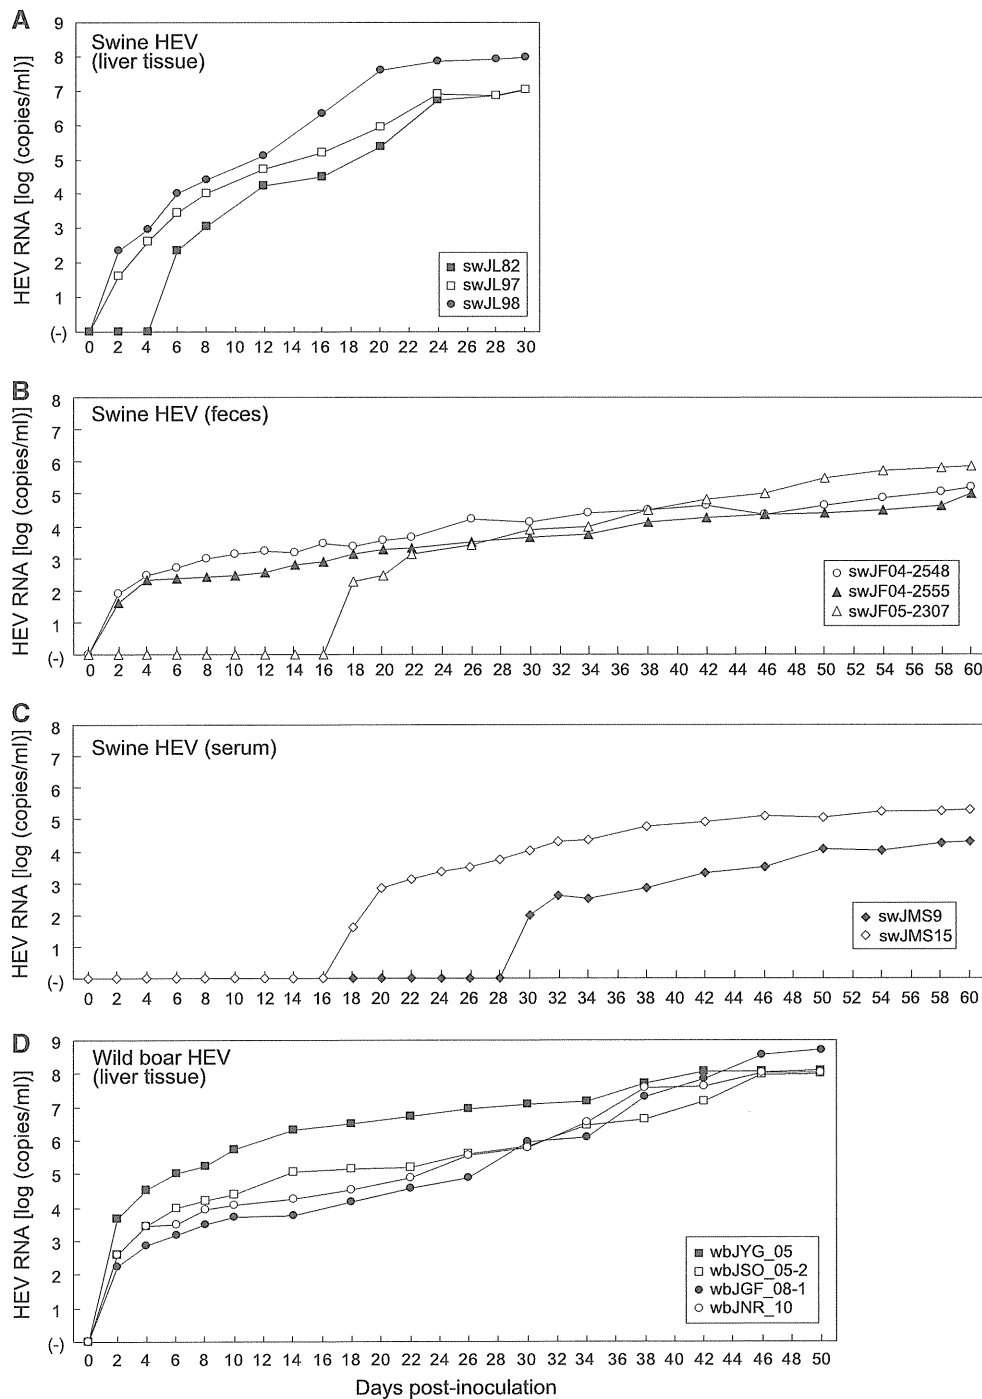 A
HEV RNA [log (copies/ml)]
9
8
7
6
5
4
3
2
1
(-)
Swine HEV
(liver tissue)
swJL82
swJL97
swJL98
0 2 4 6 8 10 12 14 16 18 20 22 24 26 28 30
B
HEV RNA [log (copies/ml)]
8
7
6
5
4
3
2
1
(-)
Swine HEV (feces)
swJF04-2548
swJF04-2555
swJF05-2307
0 2 4 6 8 10 12 14 16 18 20 22 24 26 28 30 32 34 36 38 40 42 44 46 48 50 52 54 56 58 60
C
HEV RNA [log (copies/ml)]
8
7
6
5
4
3
2
1
(-)
Swine HEV (serum)
swJMS9
swJMS15
0 2 4 6 8 10 12 14 16 18 20 22 24 26 28 30 32 34 36 38 40 42 44 46 48 50 52 54 56 58 60
D
HEV RNA [log (copies/ml)]
9
8
7
6
5
4
3
2
1
(-)
Wild boar HEV
(liver tissue)
wbJYG_05
wbJSO_05-2
wbJGF_08-1
wbJNR_10
0 2 4 6 8 10 12 14 16 18 20 22 24 26 28 30 32 34 36 38 40 42 44 46 48 50
Days post-inoculation